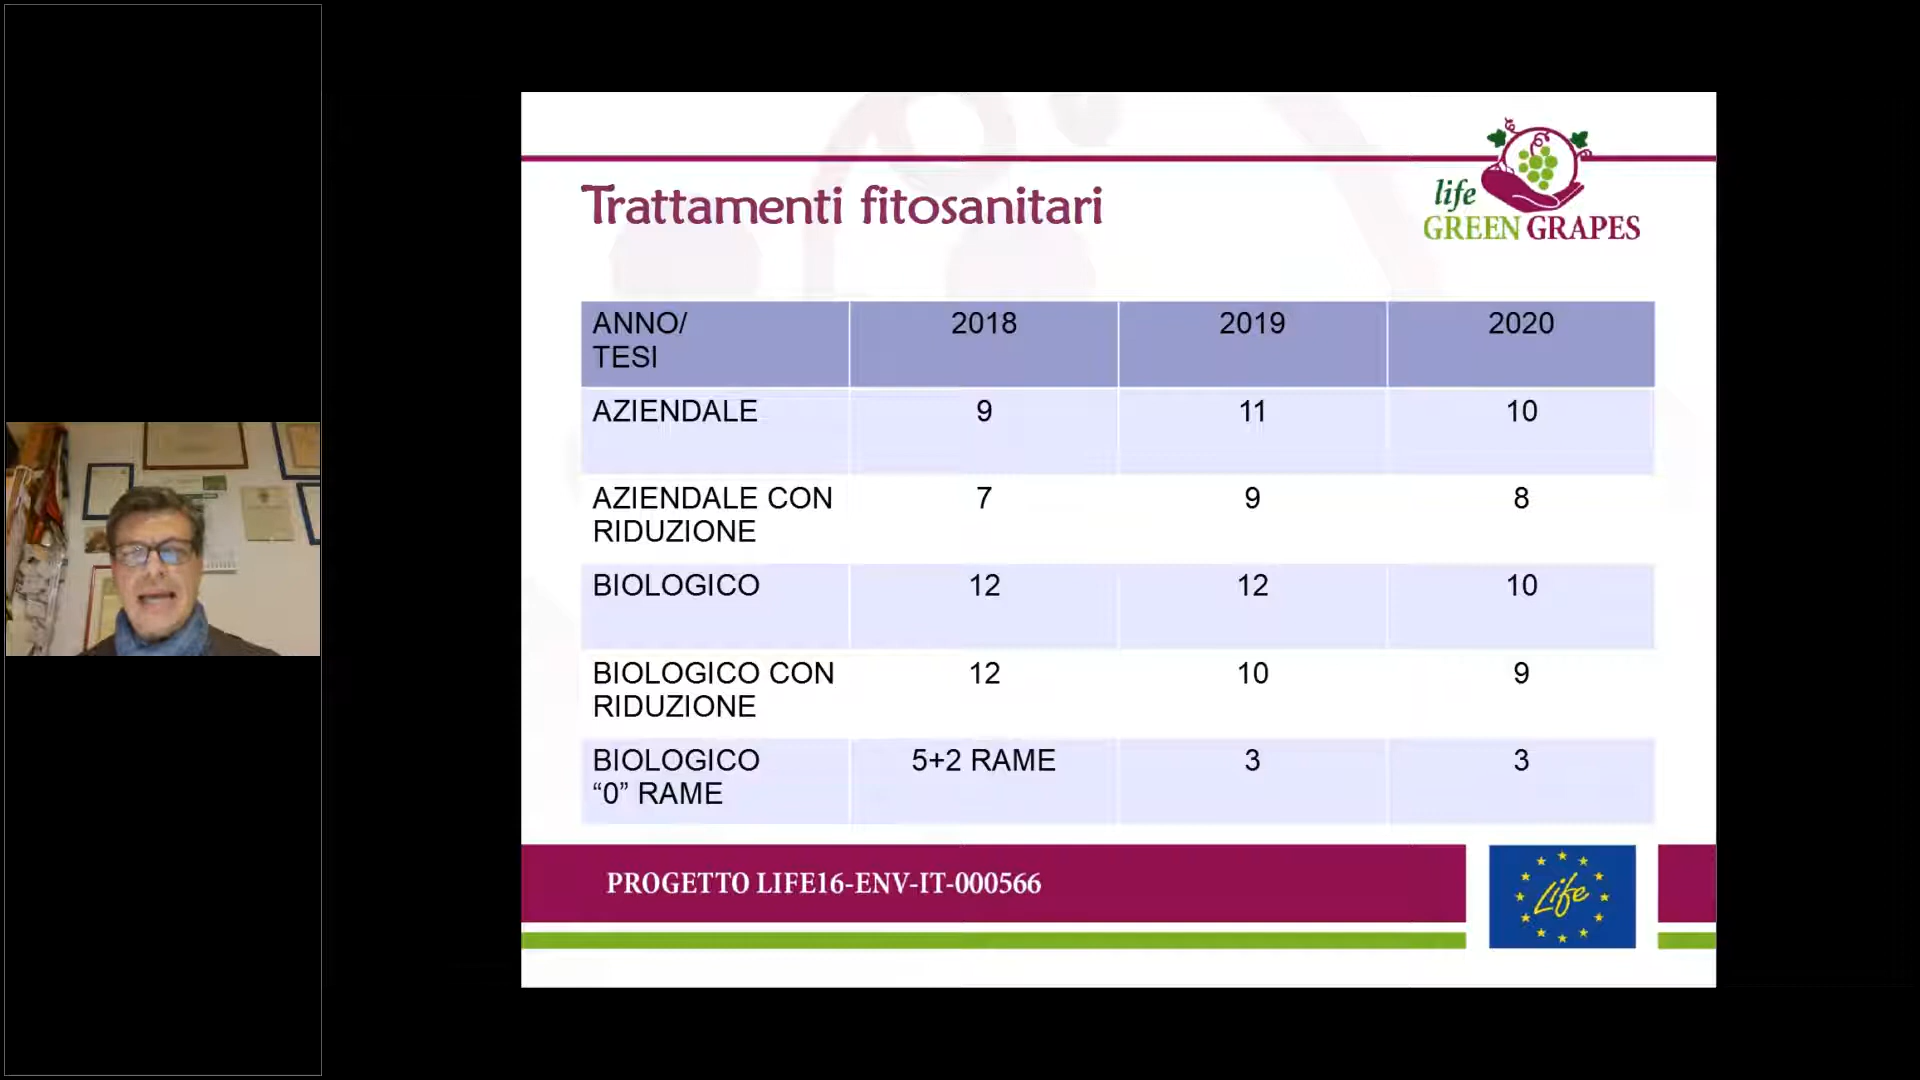 Trattamenti fitosanitari
life
GREEN GRAPES
ANNO/
TESI
2018
2019
2020
AZIENDALE
9
11
10
AZIENDALE CON
RIDUZIONE
7
9
8
BIOLOGICO
12
12
10
BIOLOGICO CON
RIDUZIONE
12
10
9
BIOLOGICO
“0” RAME
5+2 RAME
3
3
PROGETTO LIFE16-ENV-IT-000566
Life